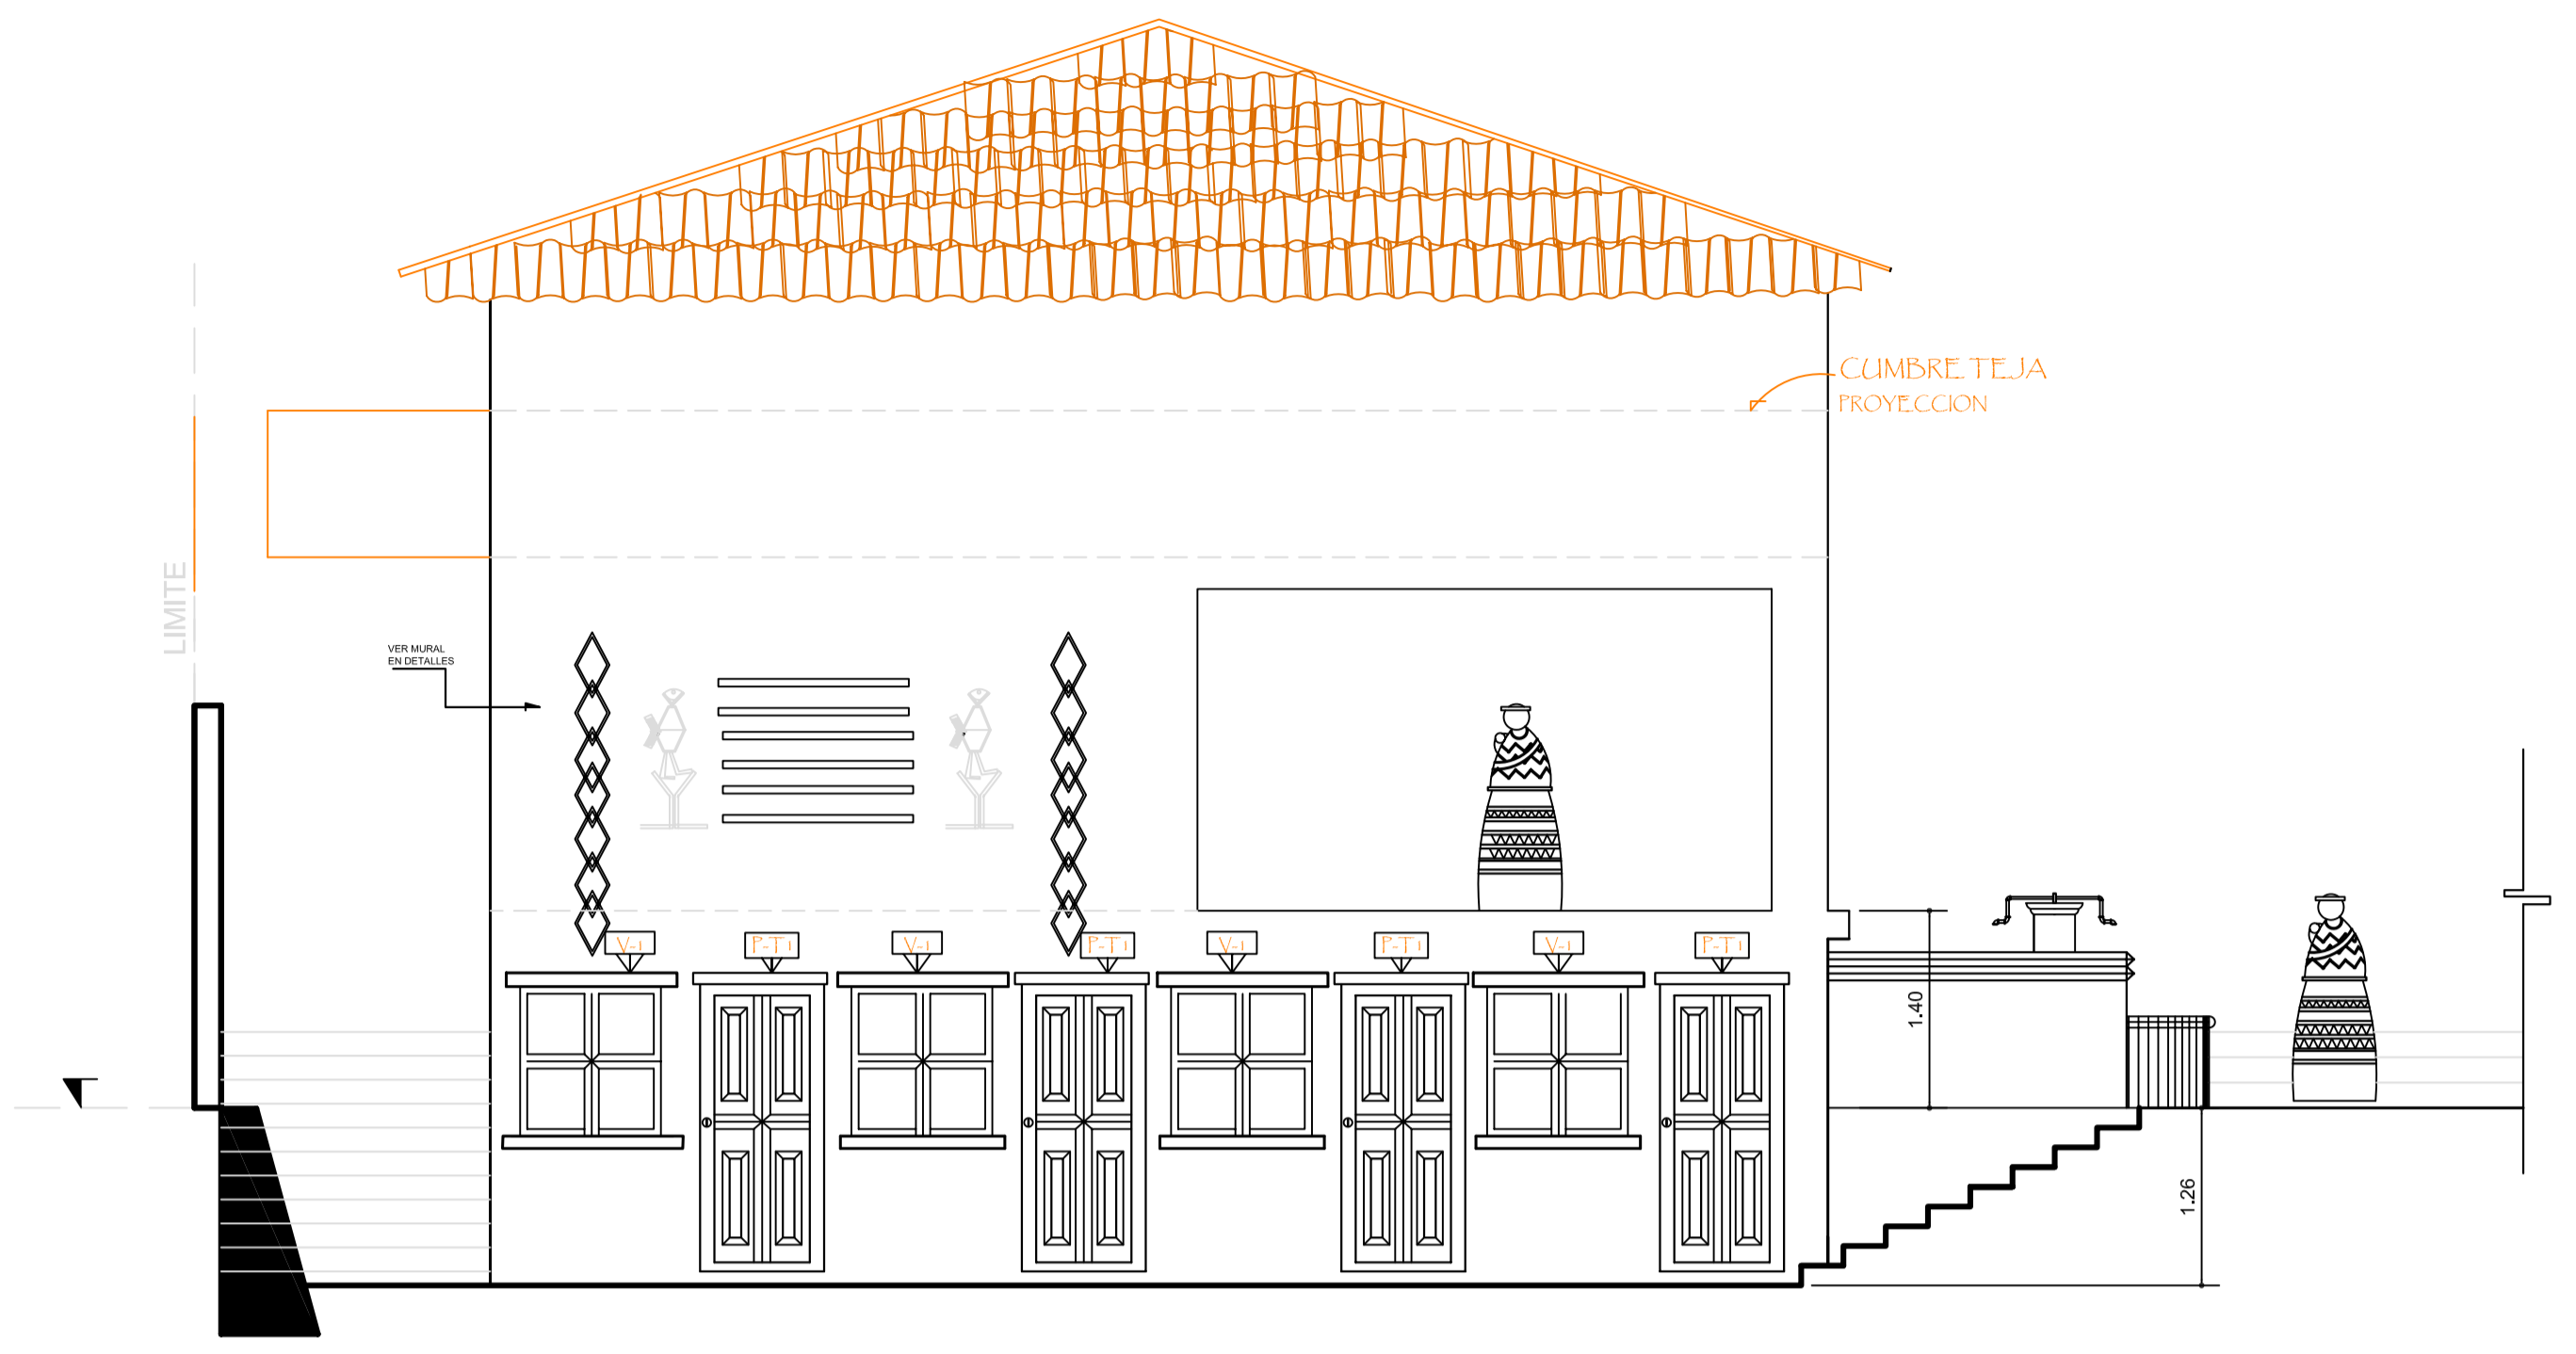 CUMBRE TEJA
PROYECCION
LIMITE
VER MURAL
EN DETALLES
V-1
P-T1
V-1
P-T1
V-1
P-T1
V-1
P-T1
1.40
1.26